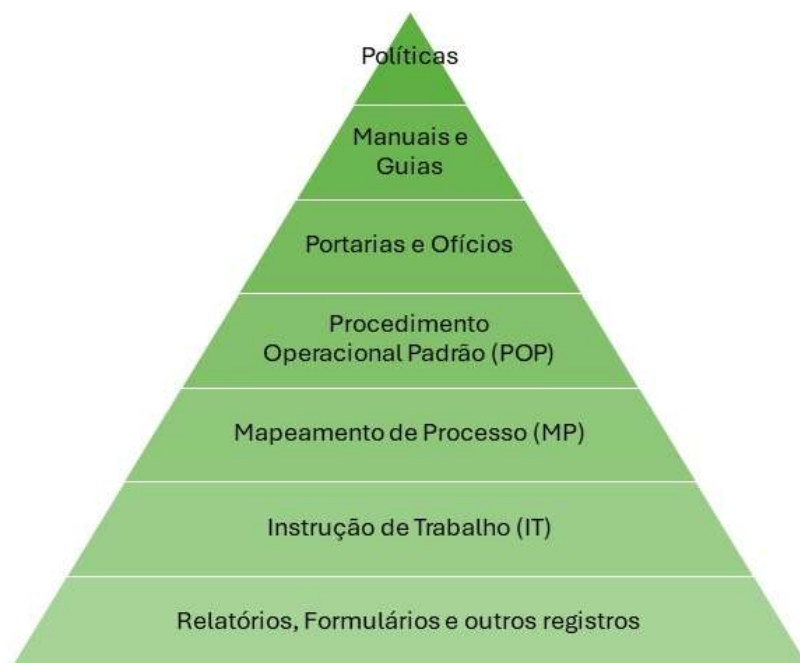 Políticas
Manuais e
Guias
Portarias e Ofícios
Procedimento
Operacional Padrão (POP)
Mapeamento de Processo (MP)
Instrução de Trabalho (IT)
Relatórios, Formulários e outros registros